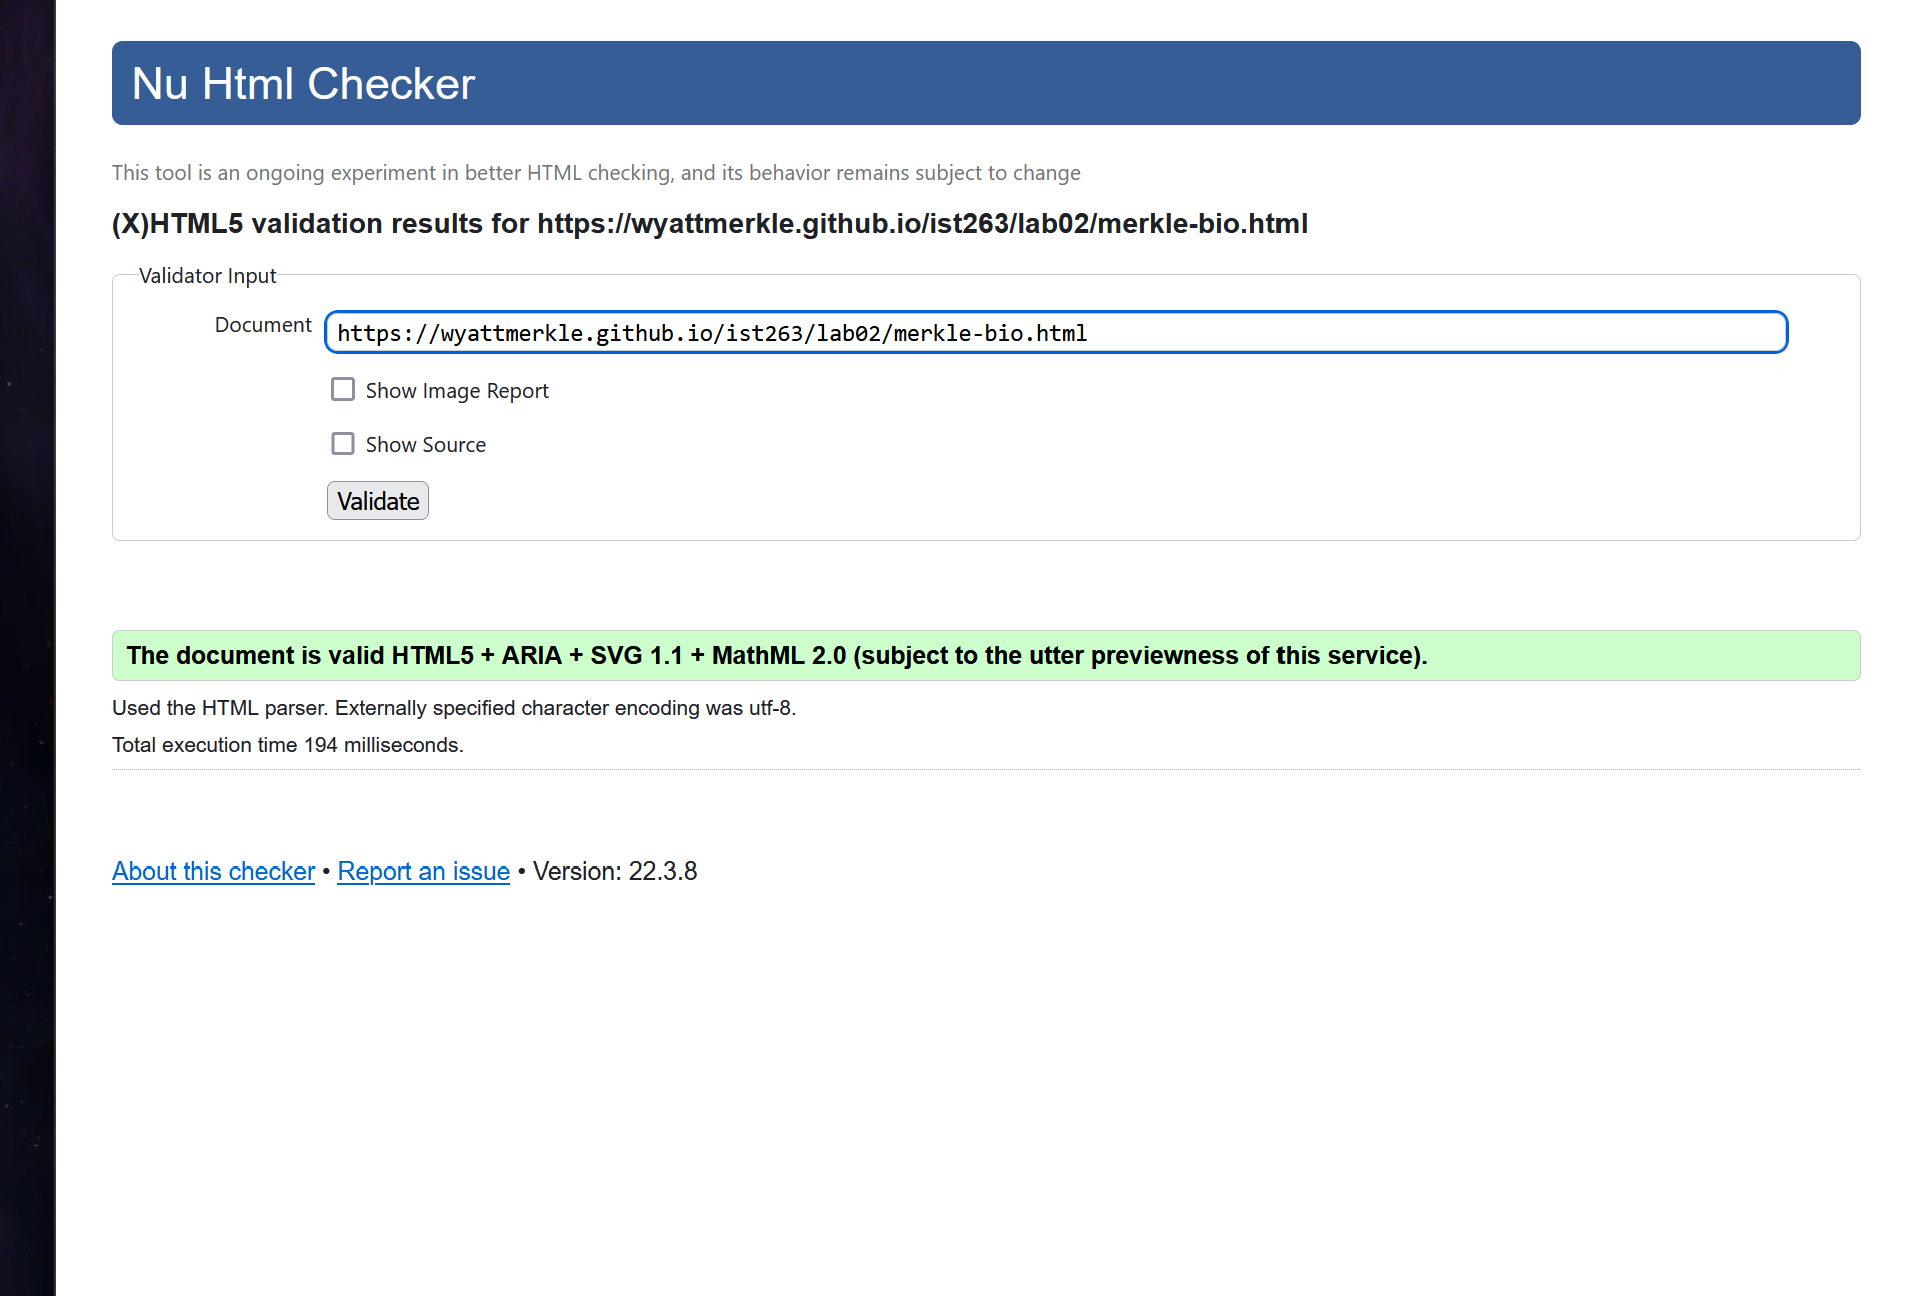 Nu Html Checker
This tool is an ongoing experiment in better HTML checking, and its behavior remains subject to change
(X)HTML5 validation results for https://wyattmerkle.github.io/ist263/lab02/merkle-bio.html
Validator Input
Document https://wyattmerkle.github.io/ist263/lab02/merkle-bio.html
Show Image Report
Show Source
Validate
The document is valid HTML5 + ARIA + SVG 1.1 + MathML 2.0 (subject to the utter previewness of this service).
Used the HTML parser. Externally specified character encoding was utf-8.
Total execution time 194 milliseconds.
About this checker • Report an issue • Version: 22.3.8